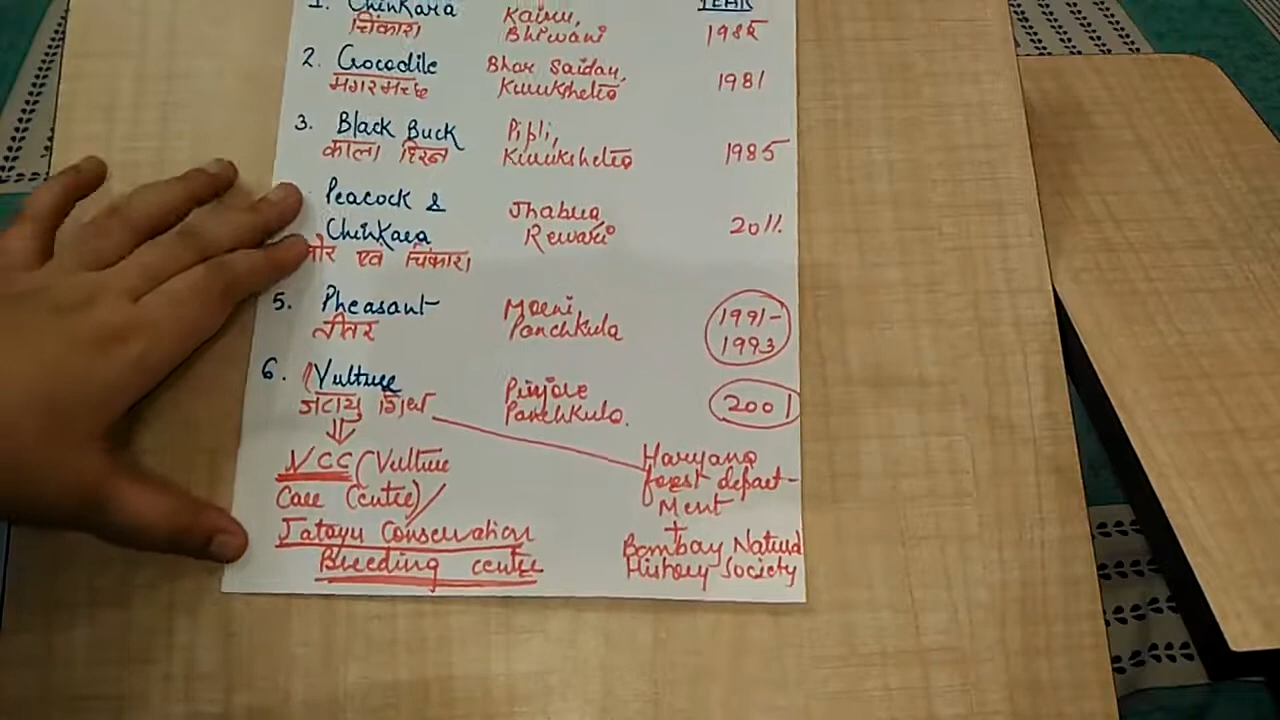 1. Chinkara Kairu, YEAR
चिंकारा Bhiwani 1985
2. Crocodile Bhor Saidan, 1981
मगरमच्छ Kurukshetra
3. Black Buck Pipli, 1985
काला हिरन Kurukshetra
Peacock & Jhabua 2011.
Chinkara Rewari
मोर एवं चिंकारा
5. Pheasant Morni, 1991-
तीतर Panchkula 1993
6. Vulture Pinjore 2001
जटायु गिद्ध Panchkula.
VCC (Vulture Haryana
Care Centre)/ forest depart-
ment
Jatayu Conservation +
Breeding centre Bombay Natural
History Society